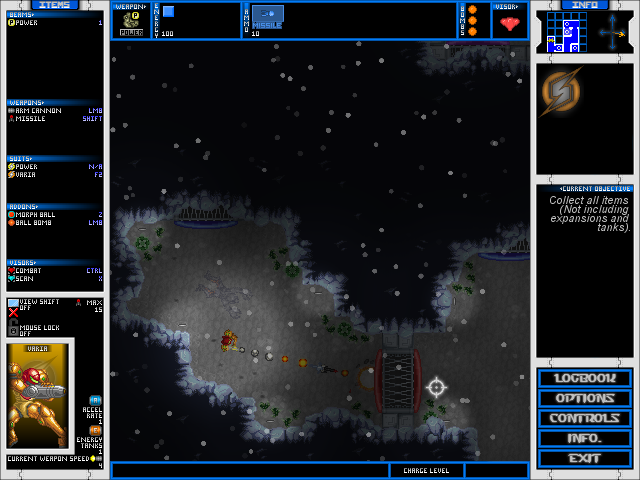 ITEMS
BEAMS
POWER 1
WEAPONS
ARM CANNON LMB
MISSILE SHIFT
SUITS
POWER N/A
VARIA F2
ADDONS
MORPH BALL 2
BALL BOMB LMB
VISORS
COMBAT CTRL
SCAN X
VIEW SHIFT
OFF
MAX
15
MOUSE LOCK
OFF
VARIA
ACCEL
RATE
1
ENERGY
TANKS
1
CURRENT WEAPON SPEED
4
WEAPON
P
POWER
ENERGY
100
AMMO
MISSILE
10
BOMBS
VISOR
CHARGE LEVEL
INFO
CURRENT OBJECTIVE
Collect all items
(Not including
expansions and
tanks).
LOGBOOK
OPTIONS
CONTROLS
INFO.
EXIT